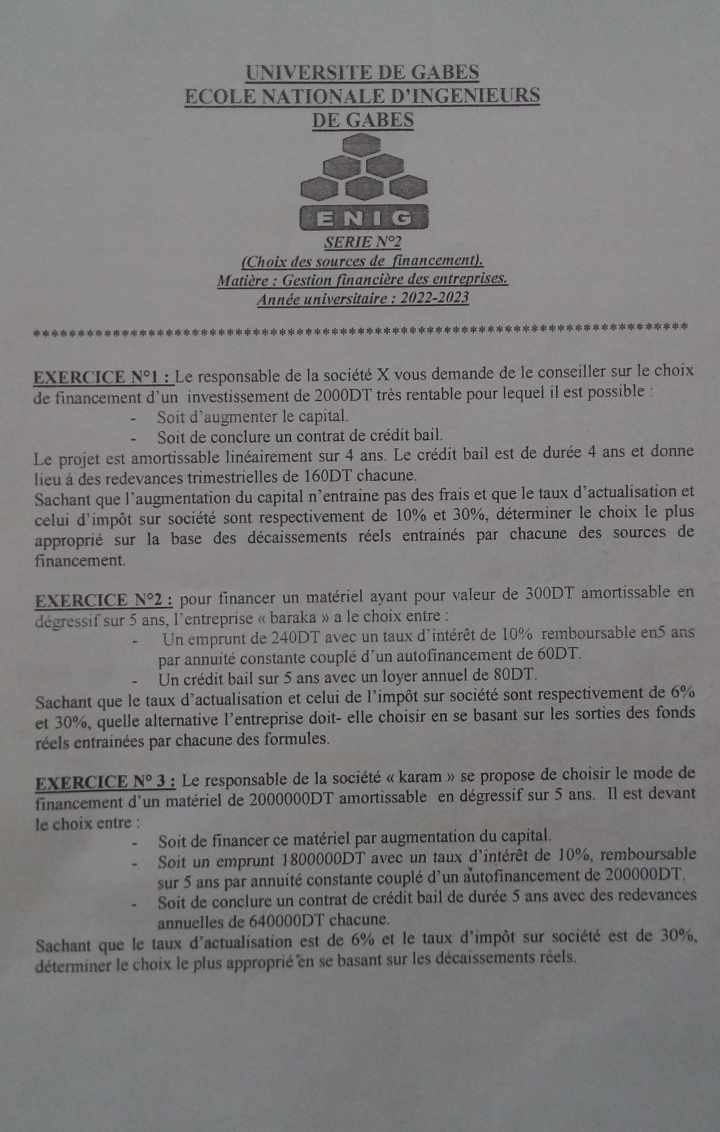 UNIVERSITE DE GABES
ECOLE NATIONALE D'INGENIEURS
DE GABES
ENIG
SERIE N°2
(Choix des sources de financement).
Matière : Gestion financière des entreprises.
Année universitaire : 2022-2023
**************************************************************************
EXERCICE N°1 : Le responsable de la société X vous demande de le conseiller sur le choix
de financement d'un investissement de 2000DT très rentable pour lequel il est possible :
- Soit d'augmenter le capital.
- Soit de conclure un contrat de crédit bail.
Le projet est amortissable linéairement sur 4 ans. Le crédit bail est de durée 4 ans et donne
lieu á des redevances trimestrielles de 160DT chacune.
Sachant que l'augmentation du capital n'entraine pas des frais et que le taux d'actualisation et
celui d'impôt sur société sont respectivement de 10% et 30%, déterminer le choix le plus
approprié sur la base des décaissements réels entrainés par chacune des sources de
financement.
EXERCICE N°2 : pour financer un matériel ayant pour valeur de 300DT amortissable en
dégressif sur 5 ans, l'entreprise « baraka » a le choix entre :
- Un emprunt de 240DT avec un taux d'intérêt de 10% remboursable en5 ans
par annuité constante couplé d'un autofinancement de 60DT.
- Un crédit bail sur 5 ans avec un loyer annuel de 80DT.
Sachant que le taux d'actualisation et celui de l'impôt sur société sont respectivement de 6%
et 30%, quelle alternative l'entreprise doit- elle choisir en se basant sur les sorties des fonds
réels entrainées par chacune des formules.
EXERCICE N° 3 : Le responsable de la société « karam » se propose de choisir le mode de
financement d'un matériel de 2000000DT amortissable en dégressif sur 5 ans. Il est devant
le choix entre :
- Soit de financer ce matériel par augmentation du capital.
- Soit un emprunt 1800000DT avec un taux d'intérêt de 10%, remboursable
sur 5 ans par annuité constante couplé d'un autofinancement de 200000DT.
- Soit de conclure un contrat de crédit bail de durée 5 ans avec des redevances
annuelles de 640000DT chacune.
Sachant que le taux d'actualisation est de 6% et le taux d'impôt sur société est de 30%,
déterminer le choix le plus approprié en se basant sur les décaissements réels.